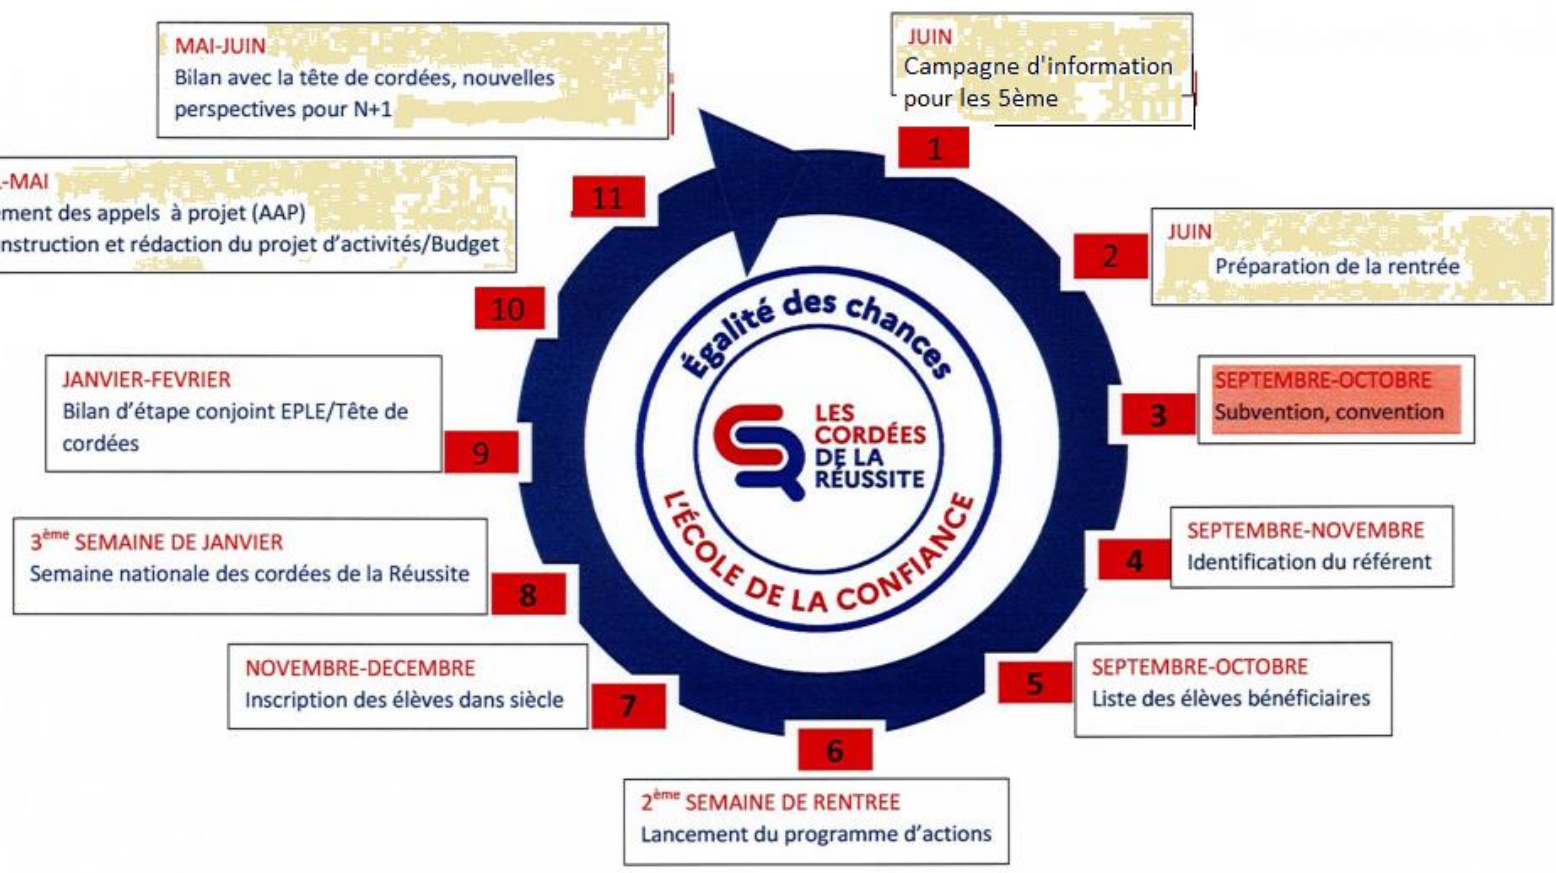 JUIN
Campagne d'information
pour les 5ème
1
JUIN
Préparation de la rentrée
2
SEPTEMBRE-OCTOBRE
Subvention, convention
3
SEPTEMBRE-NOVEMBRE
Identification du référent
4
SEPTEMBRE-OCTOBRE
Liste des élèves bénéficiaires
5
6
2ème SEMAINE DE RENTREE
Lancement du programme d'actions
NOVEMBRE-DECEMBRE
Inscription des élèves dans siècle
7
3ème SEMAINE DE JANVIER
Semaine nationale des cordées de la Réussite
8
JANVIER-FEVRIER
Bilan d'étape conjoint EPLE/Tête de
cordées
9
-MAI
des appels à projet (AAP)
et rédaction du projet d'activités/Budget
10
MAI-JUIN
Bilan avec la tête de cordées, nouvelles
perspectives pour N+1
11
Égalité des chances
LES
CORDÉES
DE LA
RÉUSSITE
L'ÉCOLE DE LA CONFIANCE